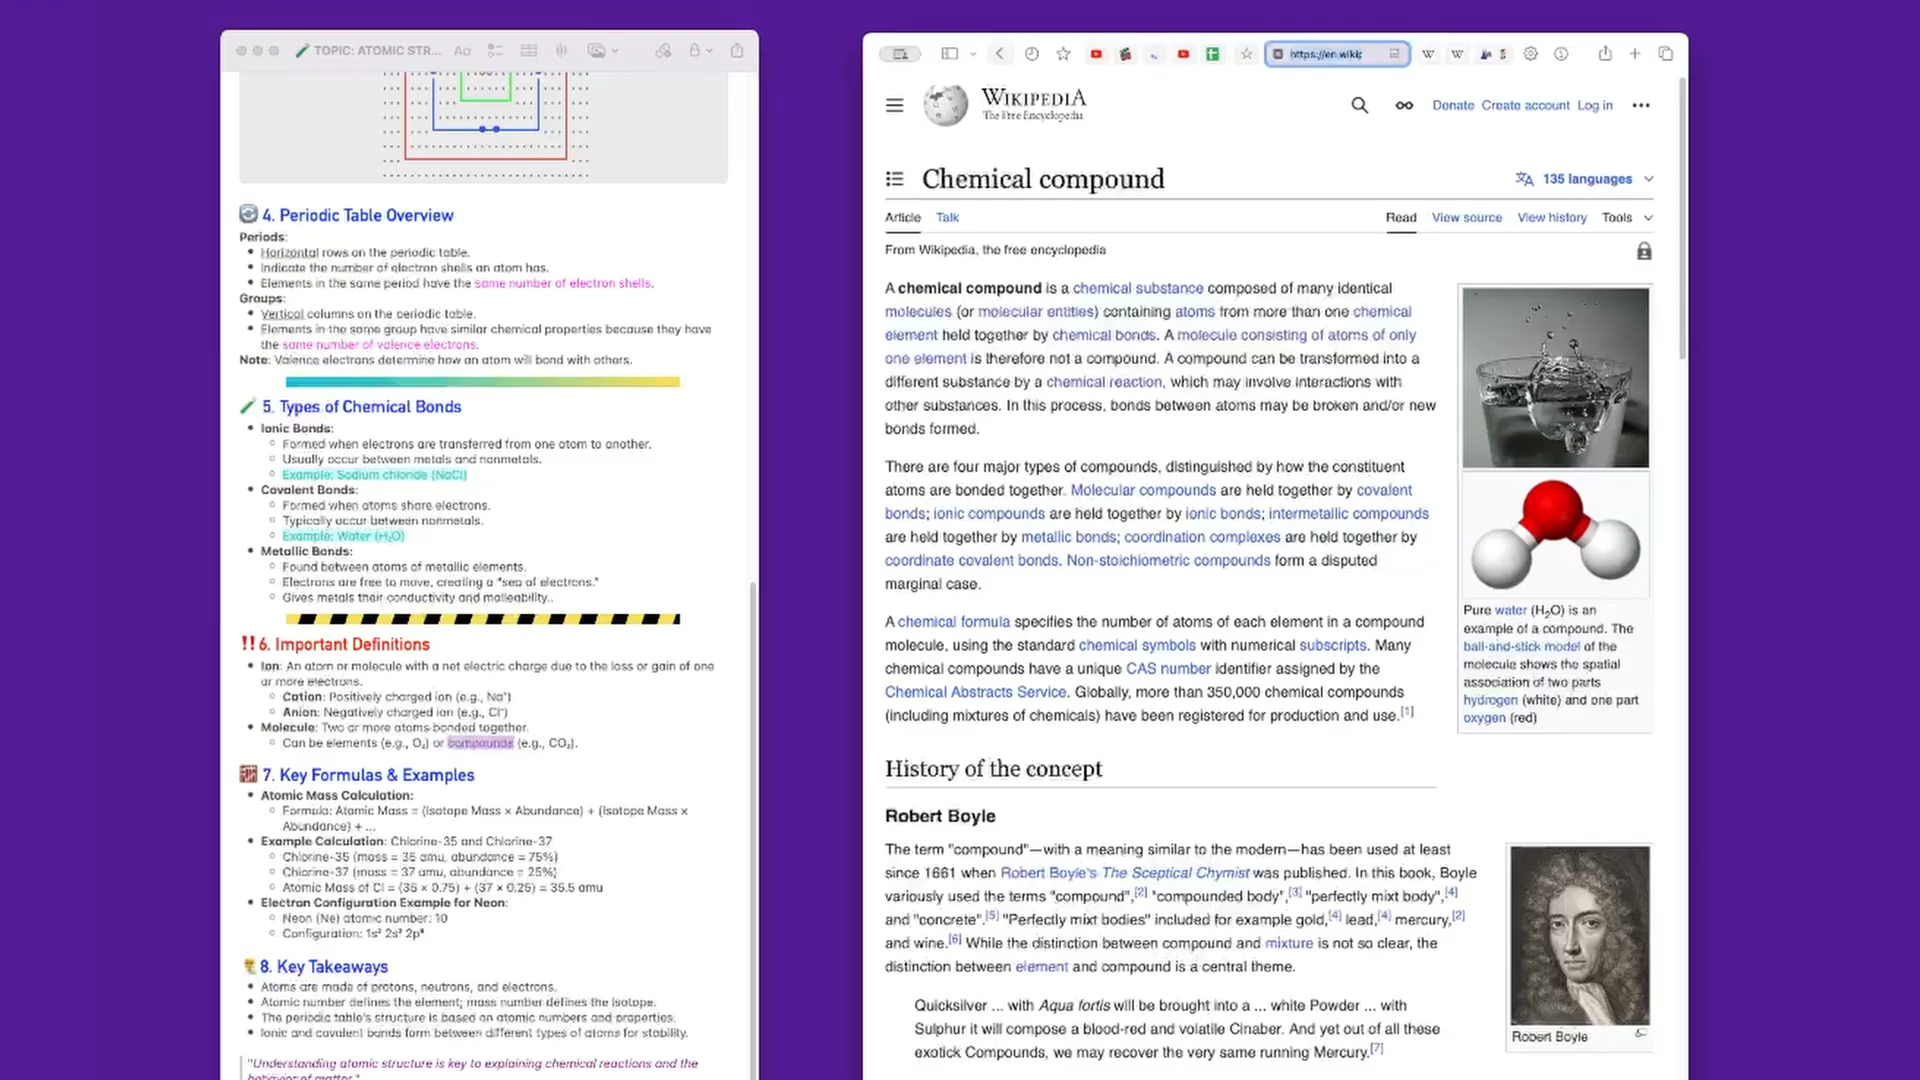 TOPIC: ATOMIC STR...
4. Periodic Table Overview
Periods:
Horizontal rows on the periodic table.
Indicate the number of electron shells an atom has.
Elements in the same period have the same number of electron shells.
Groups:
Vertical columns on the periodic table.
Elements in the same group have similar chemical properties because they have
the same number of valence electrons.
Note: Valence electrons determine how an atom will bond with others.
5. Types of Chemical Bonds
Ionic Bonds:
Formed when electrons are transferred from one atom to another.
Usually occur between metals and nonmetals.
Example: Sodium chloride (NaCl)
Covalent Bonds:
Formed when atoms share electrons.
Typically occur between nonmetals.
Example: Water (H₂O)
Metallic Bonds:
Found between atoms of metallic elements.
Electrons are free to move, creating a "sea of electrons."
Gives metals their conductivity and malleability..
!! 6. Important Definitions
Ion: An atom or molecule with a net electric charge due to the loss or gain of one
or more electrons.
Cation: Positively charged ion (e.g., Na⁺)
Anion: Negatively charged ion (e.g., Cl⁻)
Molecule: Two or more atoms bonded together.
Can be elements (e.g., O₂) or compounds (e.g., CO₂).
7. Key Formulas & Examples
Atomic Mass Calculation:
Formula: Atomic Mass = (Isotope Mass × Abundance) + (Isotope Mass ×
Abundance) + ...
Example Calculation: Chlorine-35 and Chlorine-37
Chlorine-35 (mass = 35 amu, abundance = 75%)
Chlorine-37 (mass = 37 amu, abundance = 25%)
Atomic Mass of Cl = (35 × 0.75) + (37 × 0.25) = 35.5 amu
Electron Configuration Example for Neon:
Neon (Ne) atomic number: 10
Configuration: 1s² 2s² 2p⁶
8. Key Takeaways
Atoms are made of protons, neutrons, and electrons.
Atomic number defines the element; mass number defines the isotope.
The periodic table's structure is based on atomic numbers and properties.
Ionic and covalent bonds form between different types of atoms for stability.
"Understanding atomic structure is key to explaining chemical reactions and the
behavior of matter."
https://en.wikip
WIKIPEDIA
The Free Encyclopedia
Donate Create account Log in
Chemical compound
135 languages
Article Talk Read View source View history Tools
From Wikipedia, the free encyclopedia
A chemical compound is a chemical substance composed of many identical
molecules (or molecular entities) containing atoms from more than one chemical
element held together by chemical bonds. A molecule consisting of atoms of only
one element is therefore not a compound. A compound can be transformed into a
different substance by a chemical reaction, which may involve interactions with
other substances. In this process, bonds between atoms may be broken and/or new
bonds formed.
There are four major types of compounds, distinguished by how the constituent
atoms are bonded together. Molecular compounds are held together by covalent
bonds; ionic compounds are held together by ionic bonds; intermetallic compounds
are held together by metallic bonds; coordination complexes are held together by
coordinate covalent bonds. Non-stoichiometric compounds form a disputed
marginal case.
A chemical formula specifies the number of atoms of each element in a compound
molecule, using the standard chemical symbols with numerical subscripts. Many
chemical compounds have a unique CAS number identifier assigned by the
Chemical Abstracts Service. Globally, more than 350,000 chemical compounds
(including mixtures of chemicals) have been registered for production and use.[1]
Pure water (H₂O) is an
example of a compound. The
ball-and-stick model of the
molecule shows the spatial
association of two parts
hydrogen (white) and one part
oxygen (red)
History of the concept
Robert Boyle
The term "compound"—with a meaning similar to the modern—has been used at least
since 1661 when Robert Boyle's The Sceptical Chymist was published. In this book, Boyle
variously used the terms "compound",[2] "compounded body",[3] "perfectly mixt body",[4]
and "concrete".[5] "Perfectly mixt bodies" included for example gold,[4] lead,[4] mercury,[2]
and wine.[6] While the distinction between compound and mixture is not so clear, the
distinction between element and compound is a central theme.
Quicksilver ... with Aqua fortis will be brought into a ... white Powder ... with
Sulphur it will compose a blood-red and volatile Cinaber. And yet out of all these
exotick Compounds, we may recover the very same running Mercury.[7]
Robert Boyle